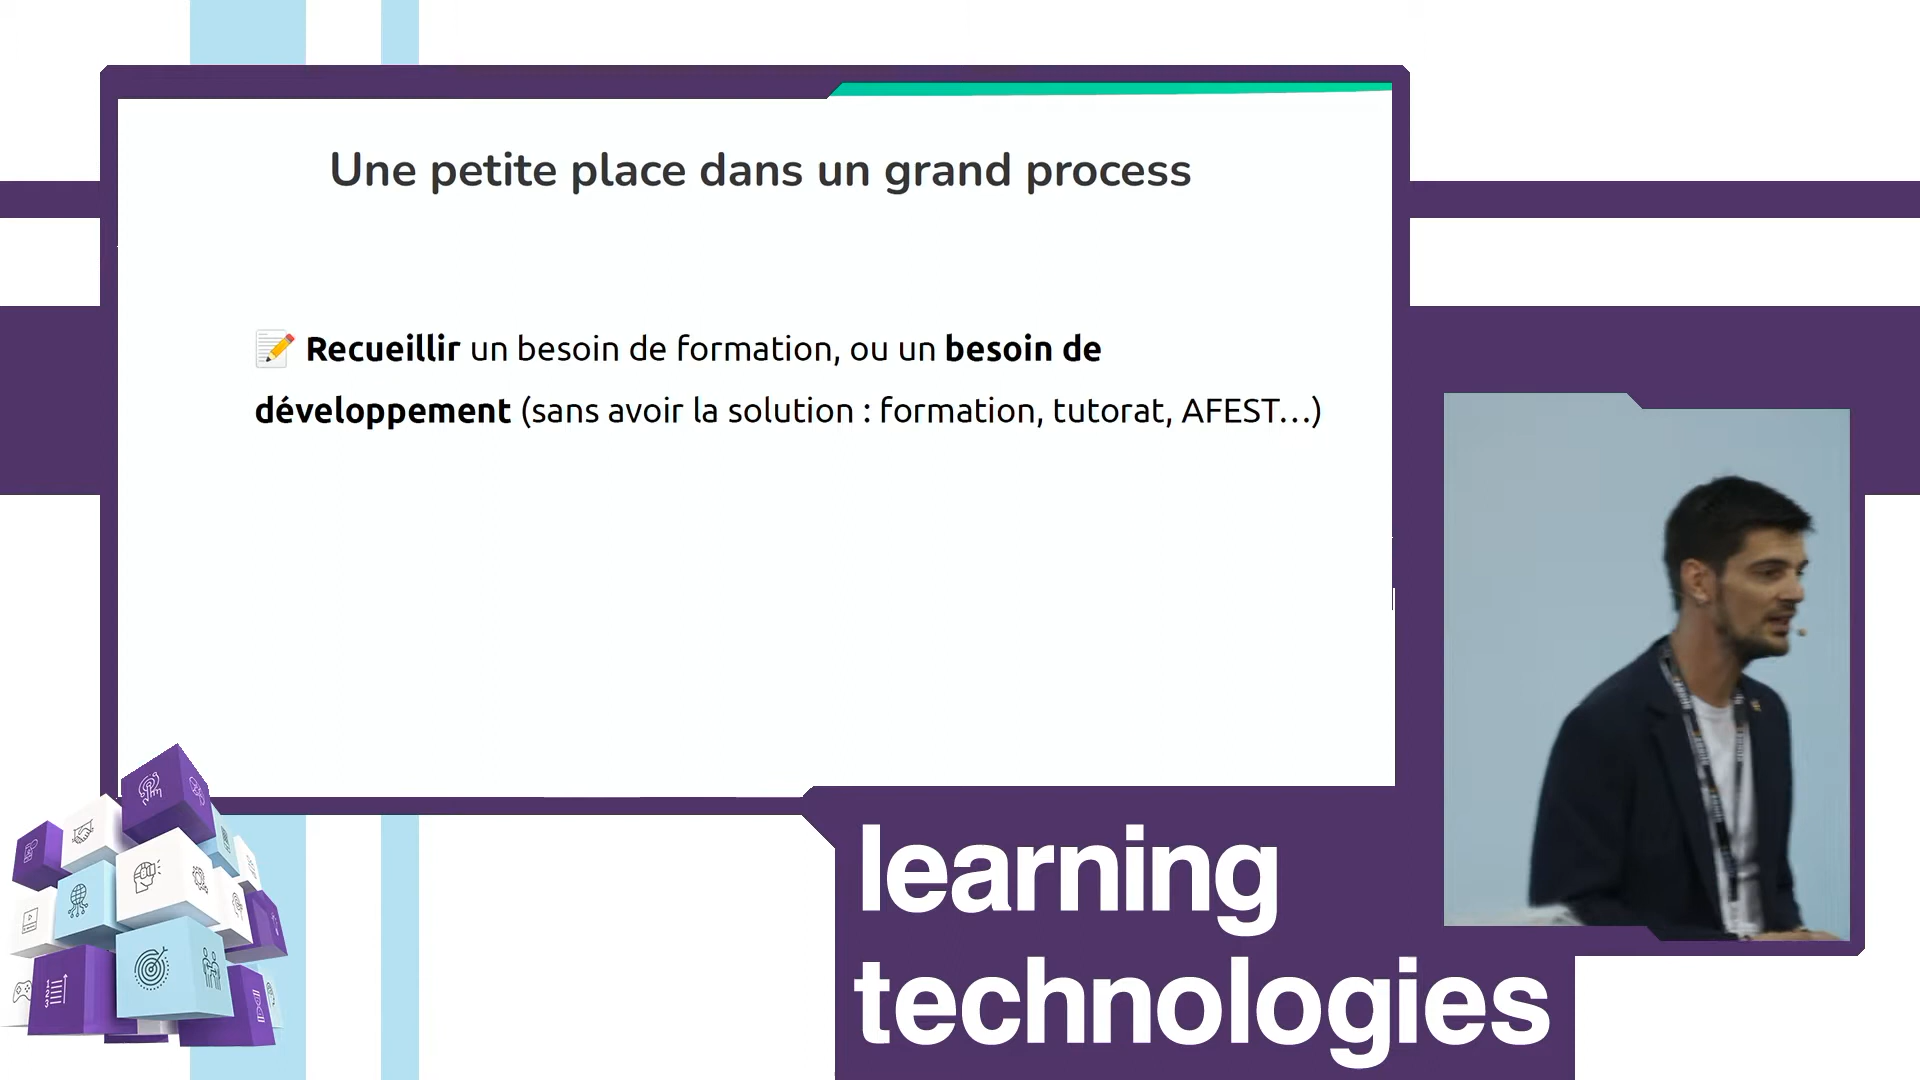 Une petite place dans un grand process
Recueillir un besoin de formation, ou un besoin de
développement (sans avoir la solution : formation, tutorat, AFEST...)
learning
technologies